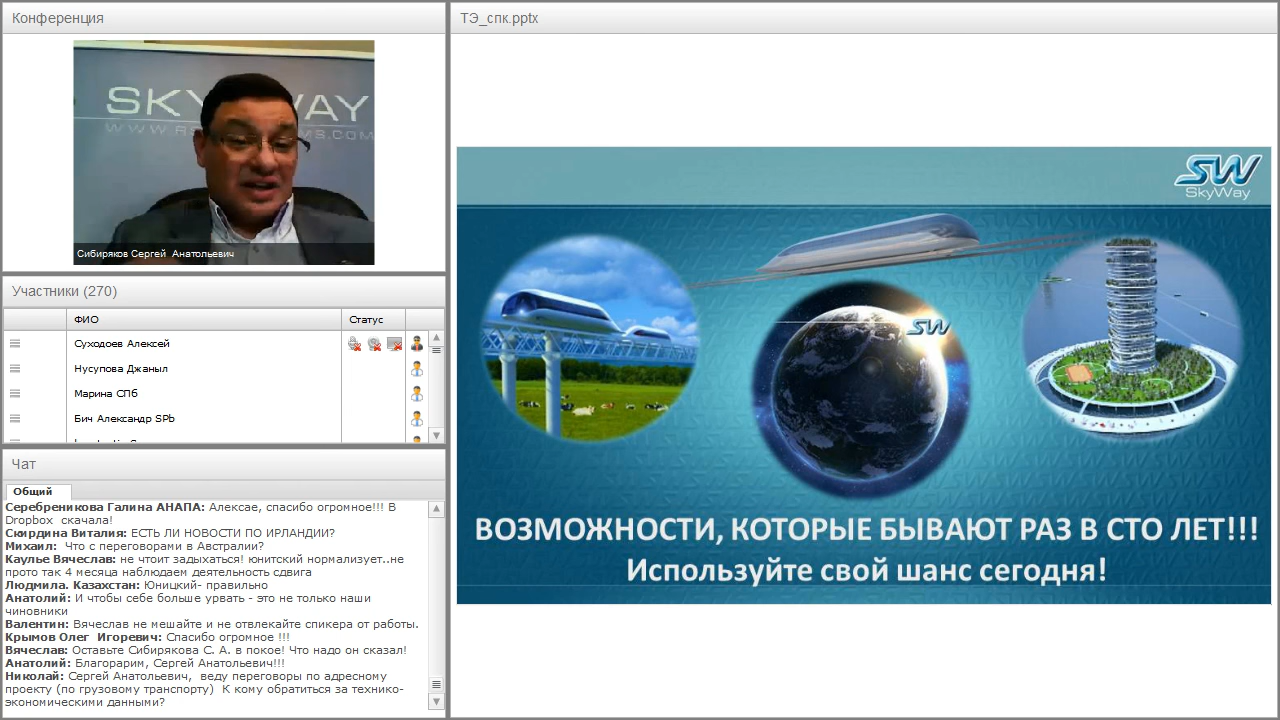 Конференция
SKYWAY
Сибиряков Сергей Анатольевич
Участники (270)
ФИО
Статус
Суходоев Алексей
Нусупова Джаныл
Марина СПб
Бич Александр SPb
Чат
Общий
Серебреникова Галина АНАПА: Алексае, спасибо огромное!!! В
Dropbox скачала!
Скирдина Виталия: ЕСТЬ ЛИ НОВОСТИ ПО ИРЛАНДИИ?
Михаил: Что с переговорами в Австралии?
Каулье Вячеслав: не чтоит задыхаться! юнитский нормализует..не
прото так 4 месяца наблюдаем деятельность сдвига
Людмила. Казахстан: Юницкий- правильно
Анатолий: И чтобы себе больше урвать - это не только наши
чиновники
Валентин: Вячеслав не мешайте и не отвлекайте спикера от работы.
Крымов Олег Игоревич: Спасибо огромное !!!
Вячеслав: Оставьте Сибирякова С. А. в покое! Что надо он сказал!
Анатолий: Благорарим, Сергей Анатольевич!!!
Николай: Сергей Анатольевич, веду переговоры по адресному
проекту (по грузовому транспорту) К кому обратиться за технико-
экономическими данными?
ТЭ_спк.pptx
SW
SkyWay
SW
ВОЗМОЖНОСТИ, КОТОРЫЕ БЫВАЮТ РАЗ В СТО ЛЕТ!!!
Используйте свой шанс сегодня!